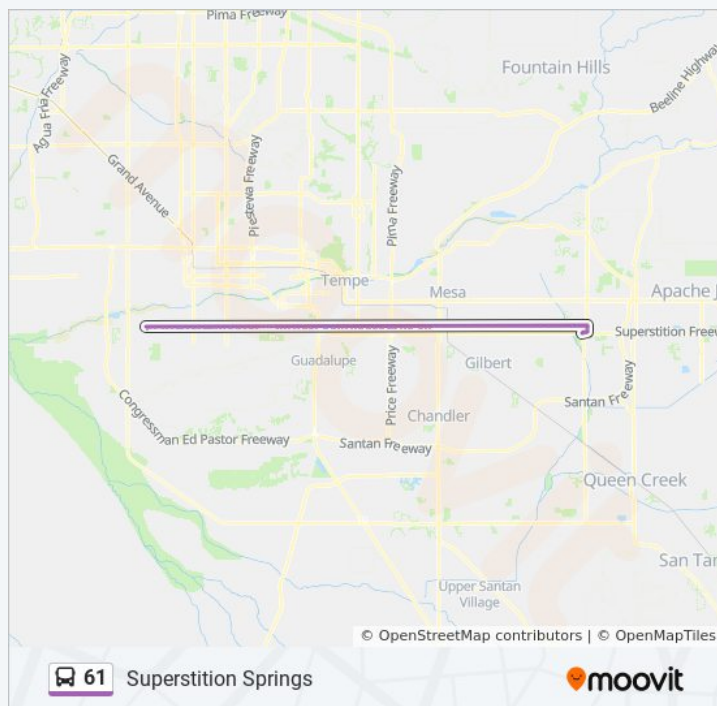 Pima Freeway
Fountain Hills
Agua Fria Freeway
Beeline Highway
Grand Avenue
Piestewa Freeway
Pima Freeway
Tempe
Mesa
Apache J
Superstition Freew
Guadalupe
Gilbert
Price Freeway
Santan Freeway
Congressman Ed Pastor Freeway
Chandler
Santan Freeway
Queen Creek
San Tan
Upper Santan
Village
© OpenStreetMap contributors | © OpenMapTiles
61 Superstition Springs
moovit